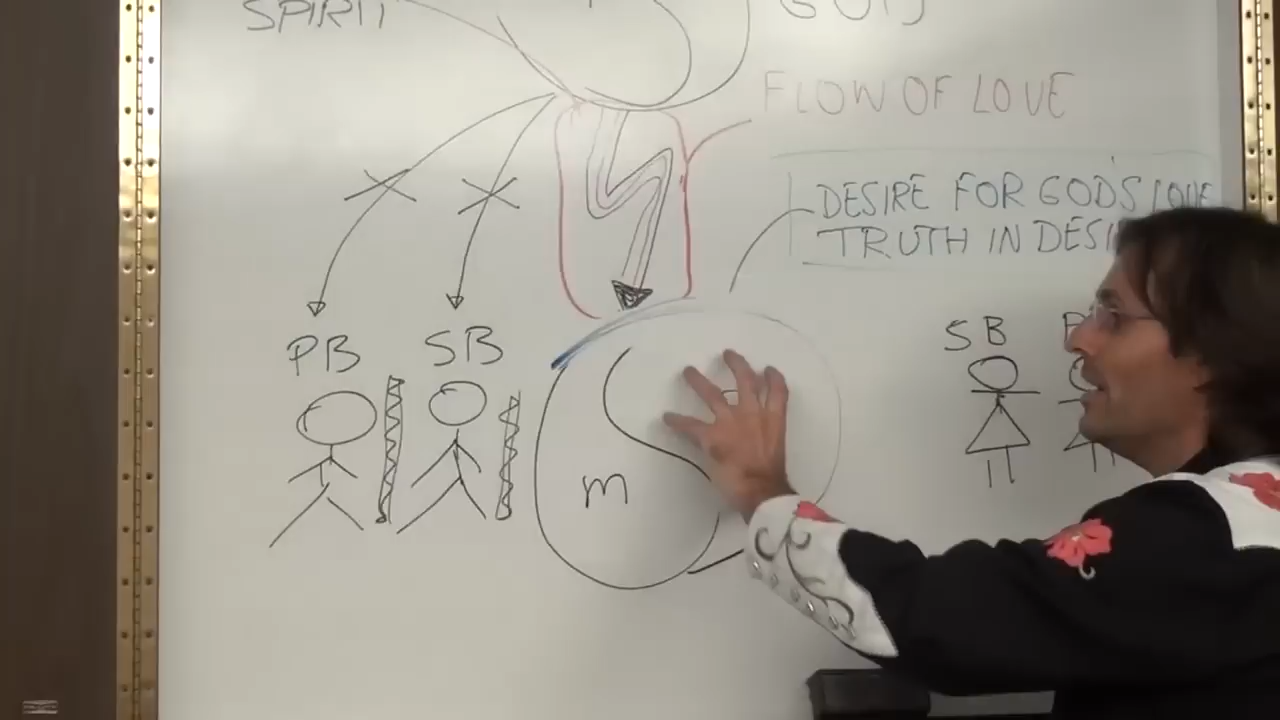 SPIRIT
FLOW OF LOVE
DESIRE FOR GOD'S LOVE
TRUTH IN
PB
SB
SB
m